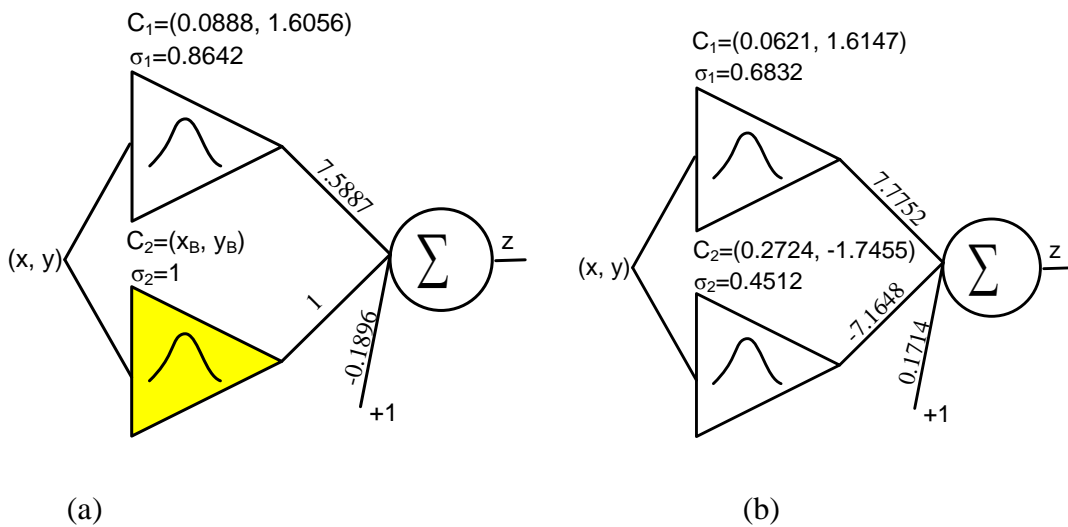 C₁=(0.0888, 1.6056)
σ₁=0.8642
7.5887
C₂=(x_B, y_B)
σ₂=1
(x, y)
Σ
z
1
-0.1896
+1
(a)
C₁=(0.0621, 1.6147)
σ₁=0.6832
7.7752
C₂=(0.2724, -1.7455)
σ₂=0.4512
(x, y)
Σ
z
-7.1648
0.1714
+1
(b)